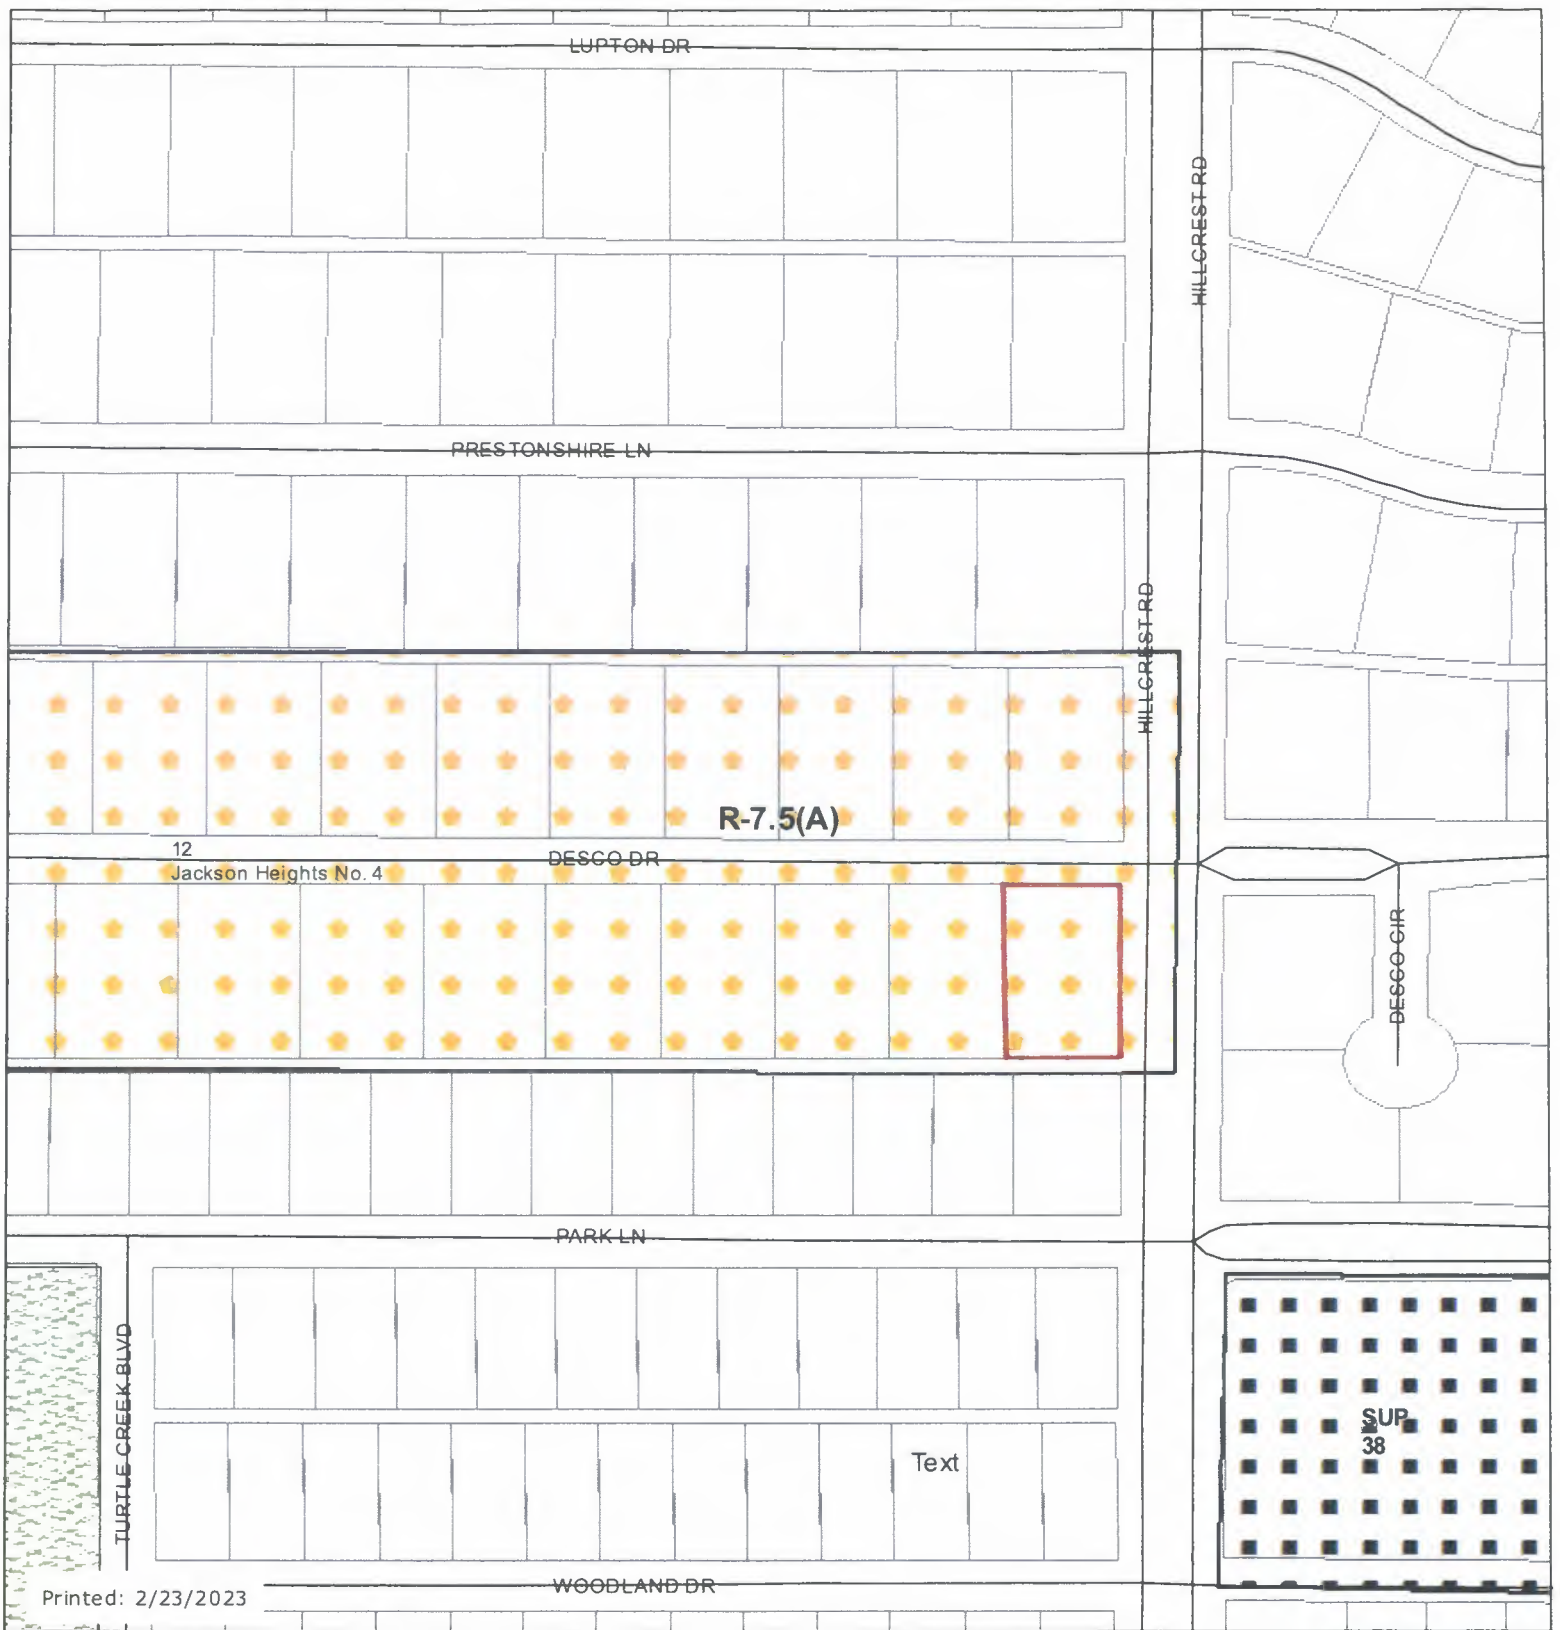 LUPTON DR
HILLCREST RD
PRESTONSHIRE LN
HILLCREST RD
R-7.5(A)
12
Jackson Heights No. 4
DESCO DR
DESCO CIR
PARK LN
TURTLE CREEK BLVD
SUP
38
Text
WOODLAND DR
Printed: 2/23/2023